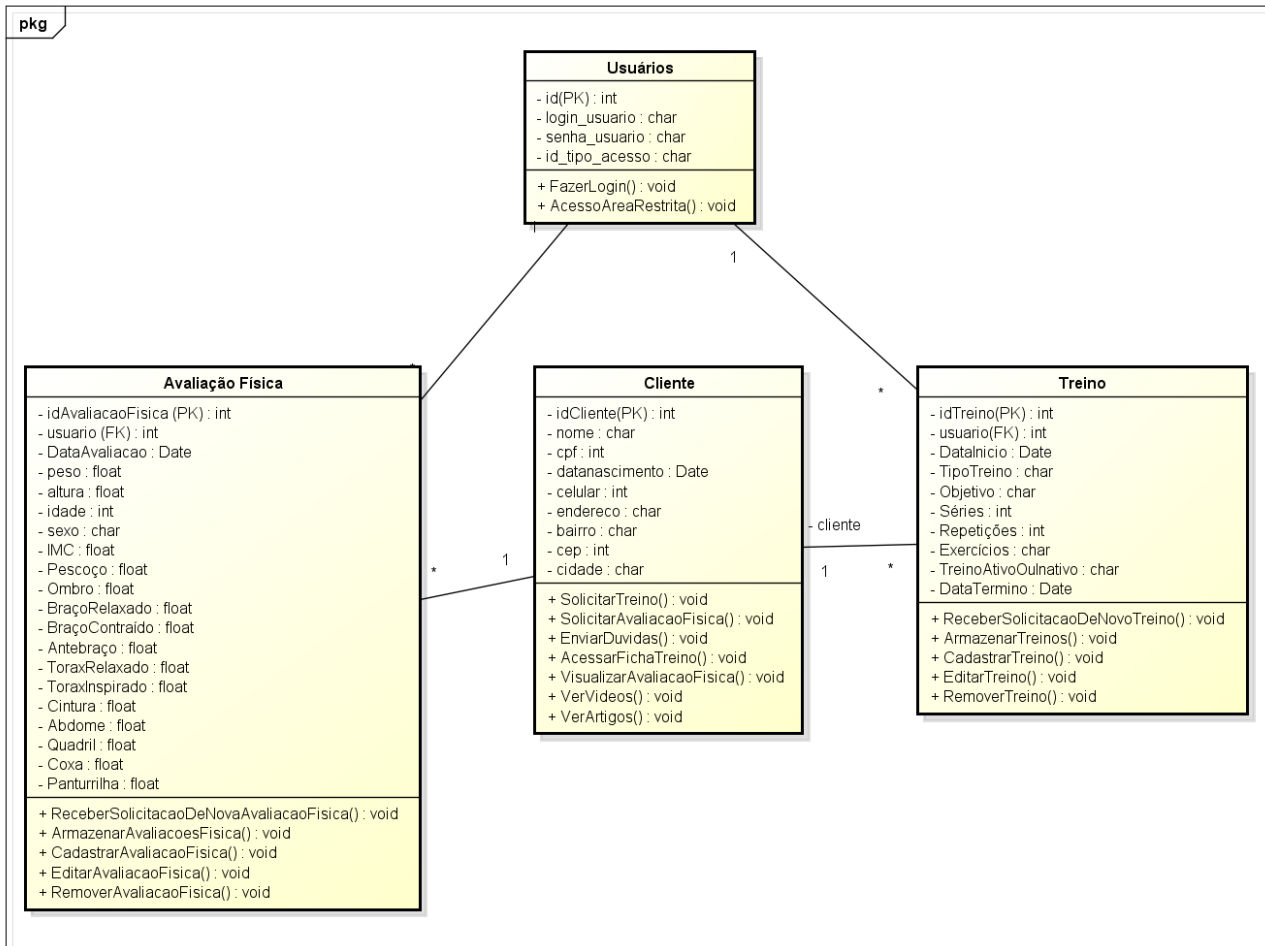 pkg
Usuários
- id(PK) : int
- login_usuario : char
- senha_usuario : char
- id_tipo_acesso : char
+ FazerLogin() : void
+ AcessoAreaRestrita() : void
1
*
1
*
Avaliação Física
- idAvaliacaoFisica (PK) : int
- usuario (FK) : int
- DataAvaliacao : Date
- peso : float
- altura : float
- idade : int
- sexo : char
- IMC : float
- Pescoço : float
- Ombro : float
- BraçoRelaxado : float
- BraçoContraído : float
- Antebraço : float
- ToraxRelaxado : float
- ToraxInspirado : float
- Cintura : float
- Abdome : float
- Quadril : float
- Coxa : float
- Panturrilha : float
+ ReceberSolicitacaoDeNovaAvaliacaoFisica() : void
+ ArmazenarAvaliacoesFisica() : void
+ CadastrarAvaliacaoFisica() : void
+ EditarAvaliacaoFisica() : void
+ RemoverAvaliacaoFisica() : void
*
1
Cliente
- idCliente(PK) : int
- nome : char
- cpf : int
- datanascimento : Date
- celular : int
- endereco : char
- bairro : char
- cep : int
- cidade : char
+ SolicitarTreino() : void
+ SolicitarAvaliacaoFisica() : void
+ EnviarDuvidas() : void
+ AcessarFichaTreino() : void
+ VisualizarAvaliacaoFisica() : void
+ VerVideos() : void
+ VerArtigos() : void
- cliente
1
*
Treino
- idTreino(PK) : int
- usuario(FK) : int
- DataInicio : Date
- TipoTreino : char
- Objetivo : char
- Séries : int
- Repetições : int
- Exercícios : char
- TreinoAtivoOuInativo : char
- DataTermino : Date
+ ReceberSolicitacaoDeNovoTreino() : void
+ ArmazenarTreinos() : void
+ CadastrarTreino() : void
+ EditarTreino() : void
+ RemoverTreino() : void